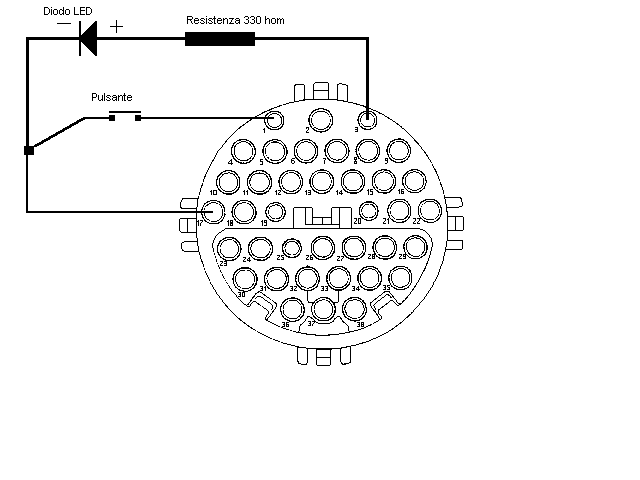 Diodo LED
Resistenza 330 hom
— +
Pulsante
1 2 3
4 5 6 7 8 9
10 11 12 13 14 15 16
17 18 19 20 21 22
23 24 25 26 27 28 29
30 31 32 33 34 35
36 37 38